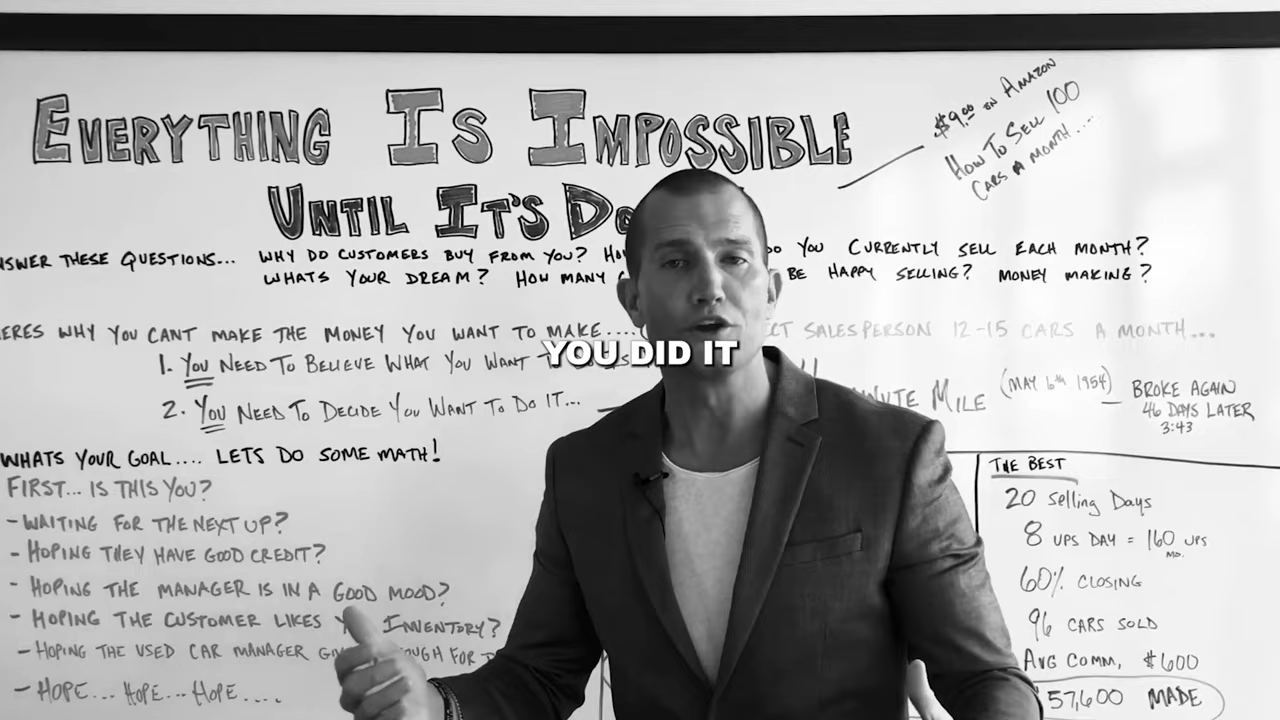 EVERYTHING IS IMPOSSIBLE
UNTIL IT'S
$9.00 ON AMAZON
HOW TO SELL 100
CARS A MONTH.....
THESE QUESTIONS... WHY DO CUSTOMERS BUY FROM YOU? YOU CURRENTLY SELL EACH MONTH?
WHATS YOUR DREAM? HOW MANY BE HAPPY SELLING? MONEY MAKING?
WHY YOU CANT MAKE THE MONEY YOU WANT TO MAKE.... SALESPERSON 12-15 CARS A MONTH...
1. YOU NEED TO BELIEVE WHAT YOU WANT
YOU DID IT
2. YOU NEED TO DECIDE YOU WANT TO DO IT...
MILE (MAY 6th 1954) — BROKE AGAIN
46 DAYS LATER
3:43
WHATS YOUR GOAL.... LETS DO SOME MATH!
FIRST... IS THIS YOU?
- WAITING FOR THE NEXT UP?
- HOPING THEY HAVE GOOD CREDIT?
- HOPING THE MANAGER IS IN A GOOD MOOD?
- HOPING THE CUSTOMER LIKES INVENTORY?
- HOPING THE USED CAR MANAGER FOR
- HOPE... HOPE... HOPE....
THE BEST
20 Selling Days
8 UPS DAY = 160 UPS
MO.
60% CLOSING
96 CARS SOLD
AVG COMM, $600
57,600 MADE